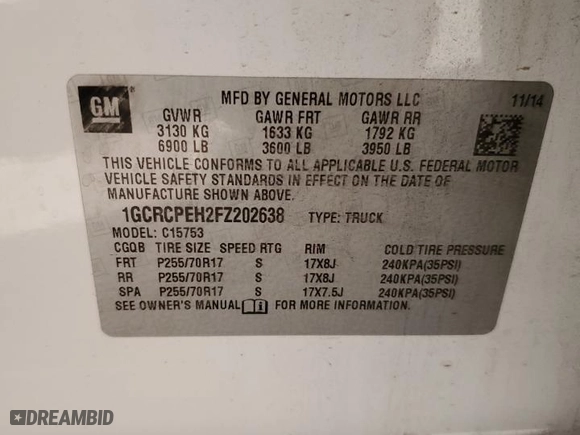 GM
MFD BY GENERAL MOTORS LLC 11/14
GVWR GAWR FRT GAWR RR
3130 KG 1633 KG 1792 KG
6900 LB 3600 LB 3950 LB
THIS VEHICLE CONFORMS TO ALL APPLICABLE U.S. FEDERAL MOTOR
VEHICLE SAFETY STANDARDS IN EFFECT ON THE DATE OF
MANUFACTURE SHOWN ABOVE.
1GCRCPEH2FZ202638 TYPE: TRUCK
MODEL: C15753
CGQB TIRE SIZE SPEED RTG RIM COLD TIRE PRESSURE
FRT P255/70R17 S 17X8J 240KPA(35PSI)
RR P255/70R17 S 17X8J 240KPA(35PSI)
SPA P255/70R17 S 17X7.5J 240KPA(35PSI)
SEE OWNER'S MANUAL FOR MORE INFORMATION.
DREAMBID